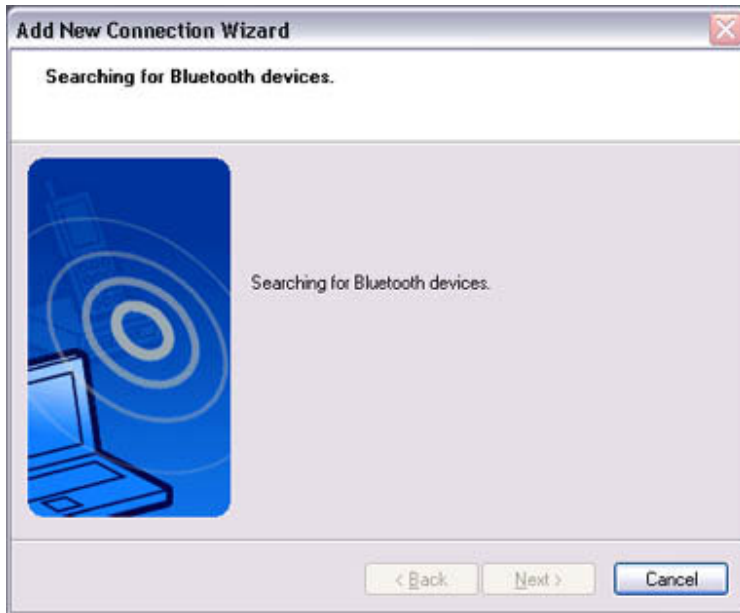 Add New Connection Wizard
Searching for Bluetooth devices.
Searching for Bluetooth devices.
< Back Next > Cancel